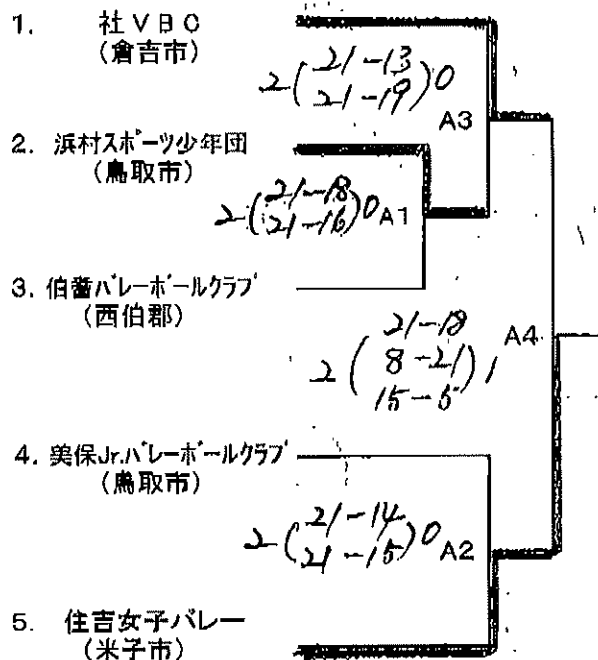 1. 社VBC
(倉吉市)
2(21-13
21-19)0
A3
2. 浜村スポーツ少年団
(鳥取市)
2(21-18
21-16)0 A1
3. 伯耆バレーボールクラブ
(西伯郡)
2(21-18
8-21
15-5)1
A4
4. 美保Jr.バレーボールクラブ
(鳥取市)
2(21-14
21-15)0 A2
5. 住吉女子バレー
(米子市)